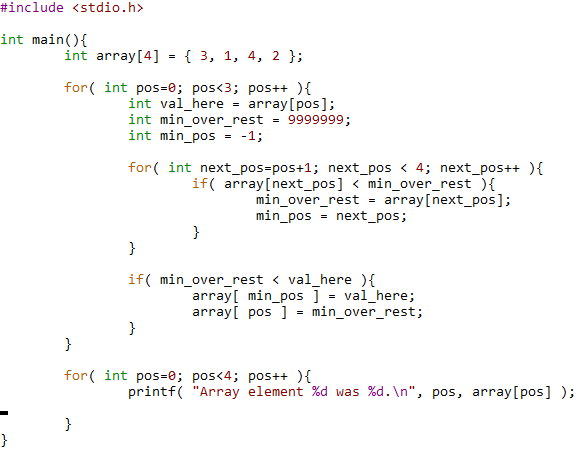 #include <stdio.h>

int main(){
        int array[4] = { 3, 1, 4, 2 };

        for( int pos=0; pos<3; pos++ ){
                int val_here = array[pos];
                int min_over_rest = 9999999;
                int min_pos = -1;

                for( int next_pos=pos+1; next_pos < 4; next_pos++ ){
                        if( array[next_pos] < min_over_rest ){
                                min_over_rest = array[next_pos];
                                min_pos = next_pos;
                        }
                }

                if( min_over_rest < val_here ){
                        array[ min_pos ] = val_here;
                        array[ pos ] = min_over_rest;
                }
        }

        for( int pos=0; pos<4; pos++ ){
                printf( "Array element %d was %d.\n", pos, array[pos] );

        }
}